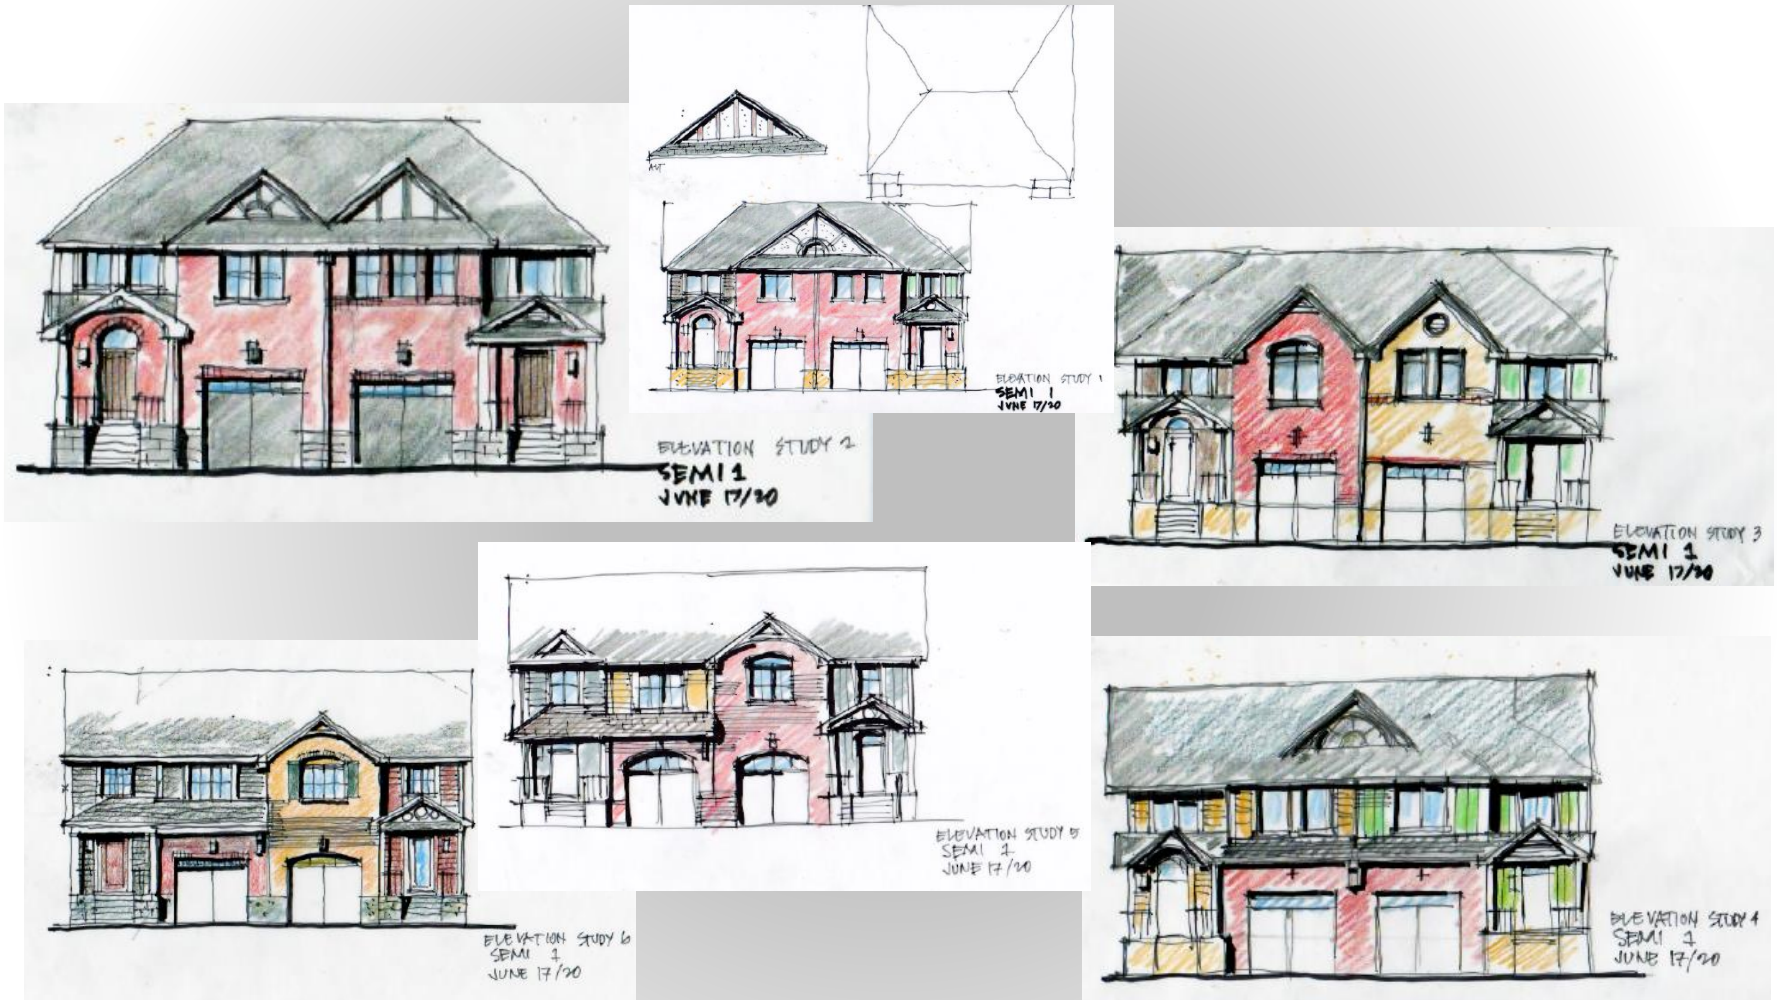 ALT
ELEVATION STUDY 1
SEMI 1
JUNE 17/20
ELEVATION STUDY 2
SEMI 1
JUNE 17/20
ELEVATION STUDY 3
SEMI 1
JUNE 17/20
ELEVATION STUDY 5
SEMI 1
JUNE 17/20
ELEVATION STUDY 4
SEMI 1
JUNE 17/20
ELEVATION STUDY 6
SEMI 1
JUNE 17/20